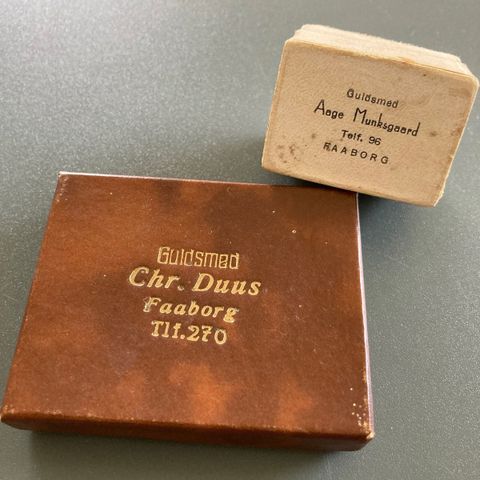 Guldsmed
Aage Munksgaard
Telf. 96
FAABORG
Guldsmed
Chr. Duus
Faaborg
Tlf.270